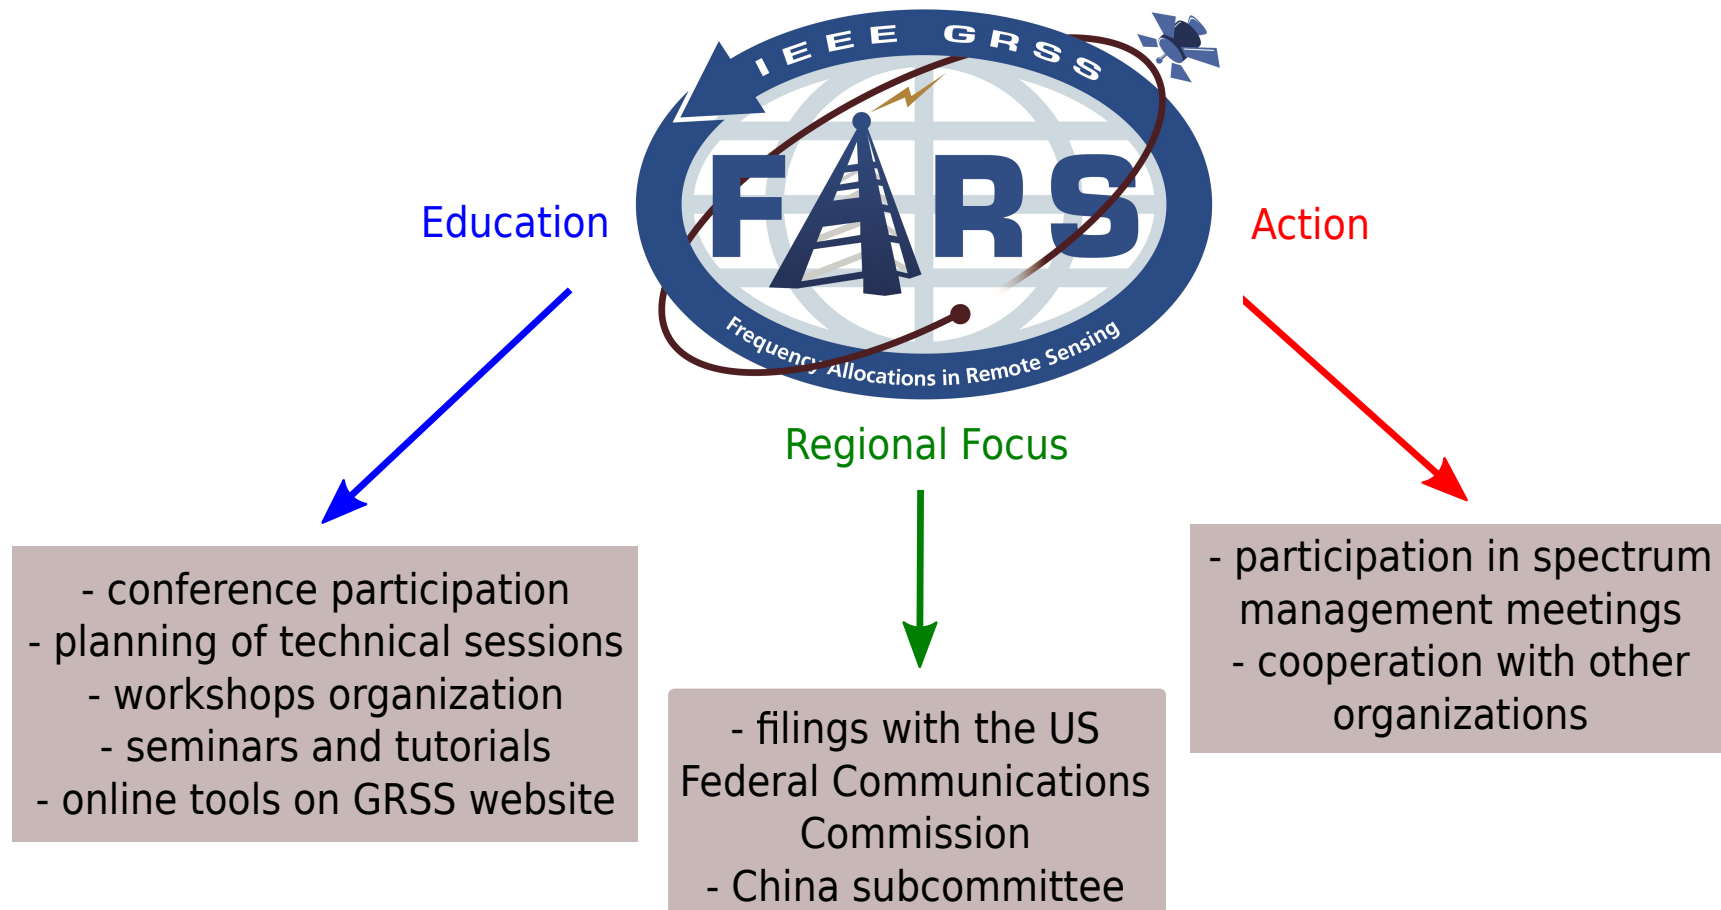 IEEE GRSS
FARS
Frequency Allocations in Remote Sensing
Education
Action
Regional Focus
- conference participation
- planning of technical sessions
- workshops organization
- seminars and tutorials
- online tools on GRSS website
- filings with the US
Federal Communications
Commission
- China subcommittee
- participation in spectrum
management meetings
- cooperation with other
organizations